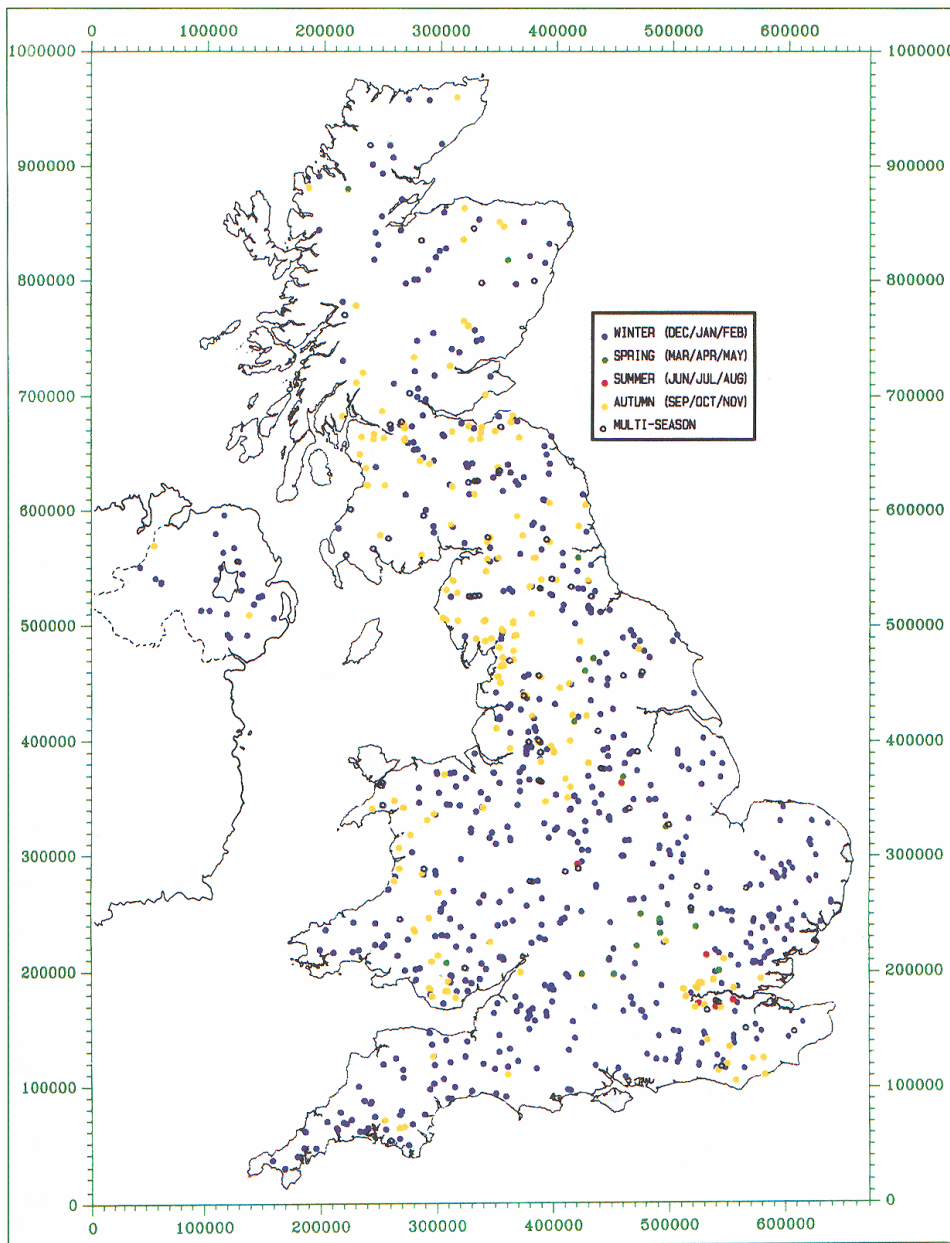 0 100000 200000 300000 400000 500000 600000
1000000 1000000
900000 900000
800000 800000
WINTER (DEC/JAN/FEB)
SPRING (MAR/APR/MAY)
SUMMER (JUN/JUL/AUG)
AUTUMN (SEP/OCT/NOV)
MULTI-SEASON
700000 700000
600000 600000
500000 500000
400000 400000
300000 300000
200000 200000
100000 100000
0 0
0 100000 200000 300000 400000 500000 600000